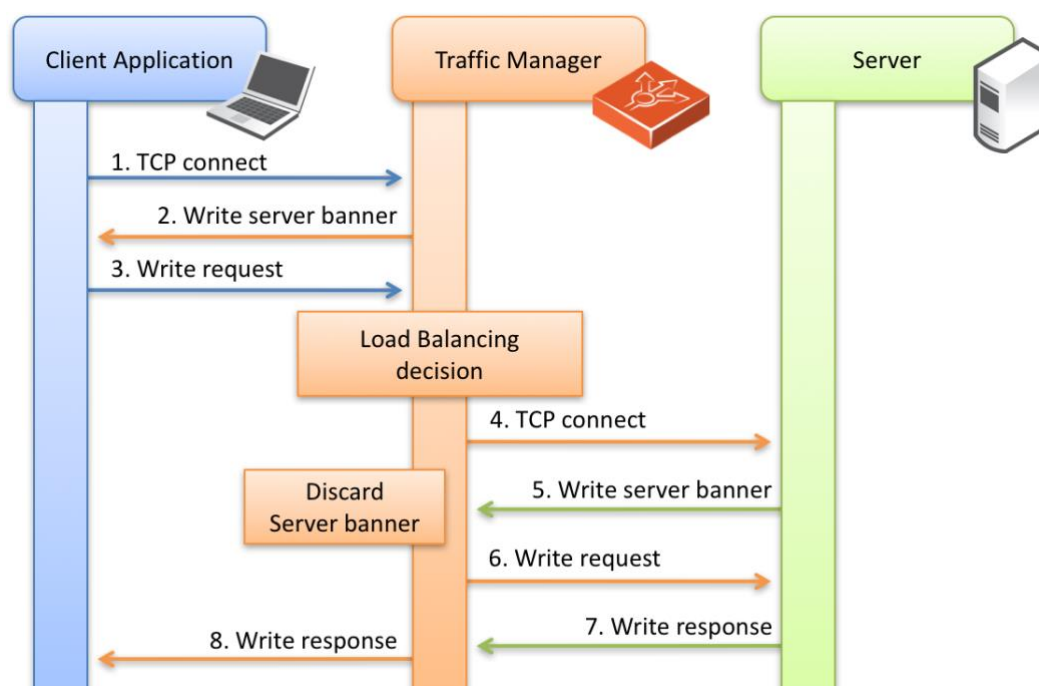 Client Application
Traffic Manager
Server
1. TCP connect
2. Write server banner
3. Write request
Load Balancing
decision
4. TCP connect
5. Write server banner
Discard
Server banner
6. Write request
7. Write response
8. Write response